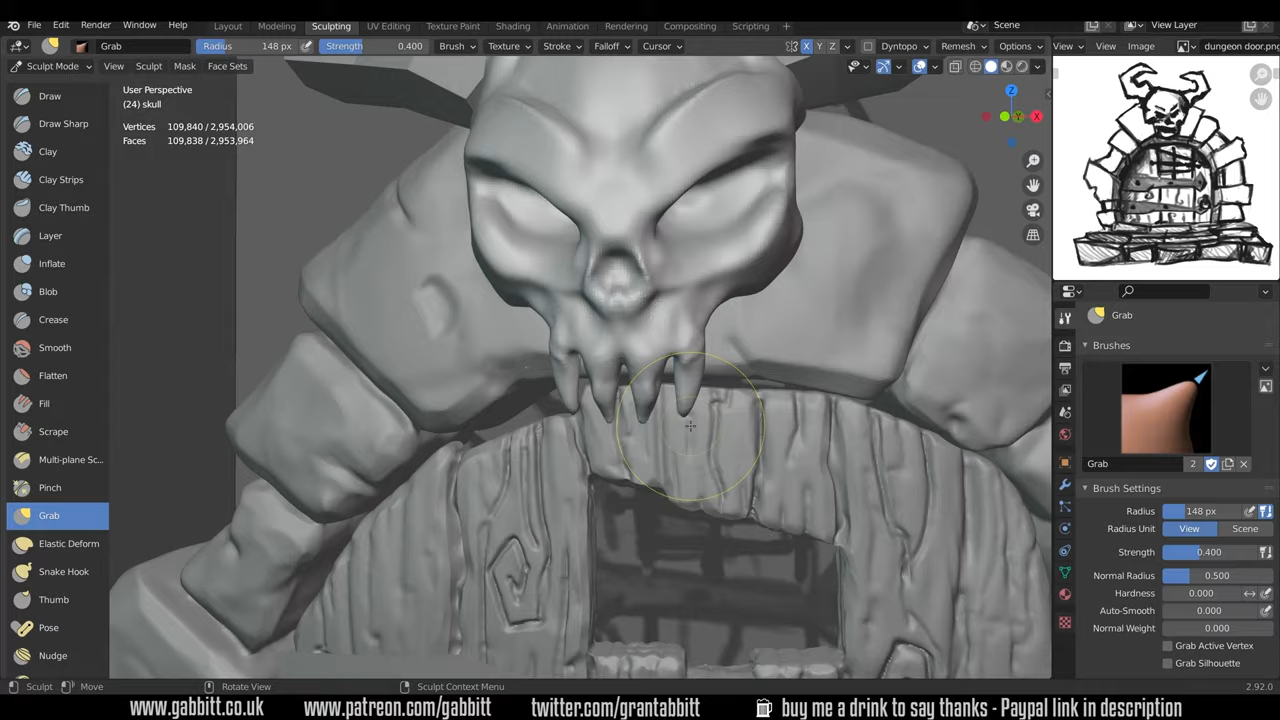 File Edit Render Window Help Layout Modeling Sculpting UV Editing Texture Paint Shading Animation Rendering Compositing Scripting + Scene View Layer
Grab Radius 148 px Strength 0.400 Brush Texture Stroke Falloff Cursor X Y Z Dyntopo Remesh Options View View Image dungeon door.png
Sculpt Mode View Sculpt Mask Face Sets
User Perspective
(24) skull
Vertices 109,840 / 2,954,006
Faces 109,838 / 2,953,964
Z
Y
X
Draw
Draw Sharp
Clay
Clay Strips
Clay Thumb
Layer
Inflate
Blob
Crease
Smooth
Flatten
Fill
Scrape
Multi-plane Sc...
Pinch
Grab
Elastic Deform
Snake Hook
Thumb
Pose
Nudge
Grab
Brushes
Grab 2
Brush Settings
Radius 148 px
Radius Unit View Scene
Strength 0.400
Normal Radius 0.500
Hardness 0.000
Auto-Smooth 0.000
Normal Weight 0.000
Grab Active Vertex
Grab Silhouette
Sculpt Move Rotate View Sculpt Context Menu 2.92.0
www.gabbitt.co.uk www.patreon.com/gabbitt twitter.com/grantabbitt buy me a drink to say thanks - Paypal link in description